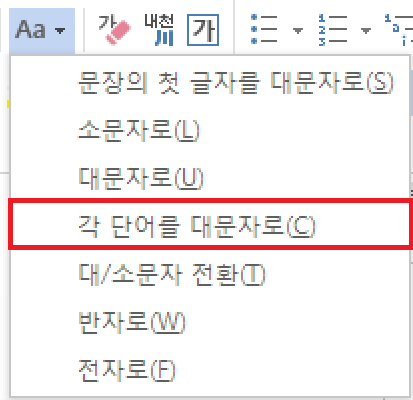 Aa 가 내천 川 가
문장의 첫 글자를 대문자로(S)
소문자로(L)
대문자로(U)
각 단어를 대문자로(C)
대/소문자 전환(T)
반자로(W)
전자로(F)